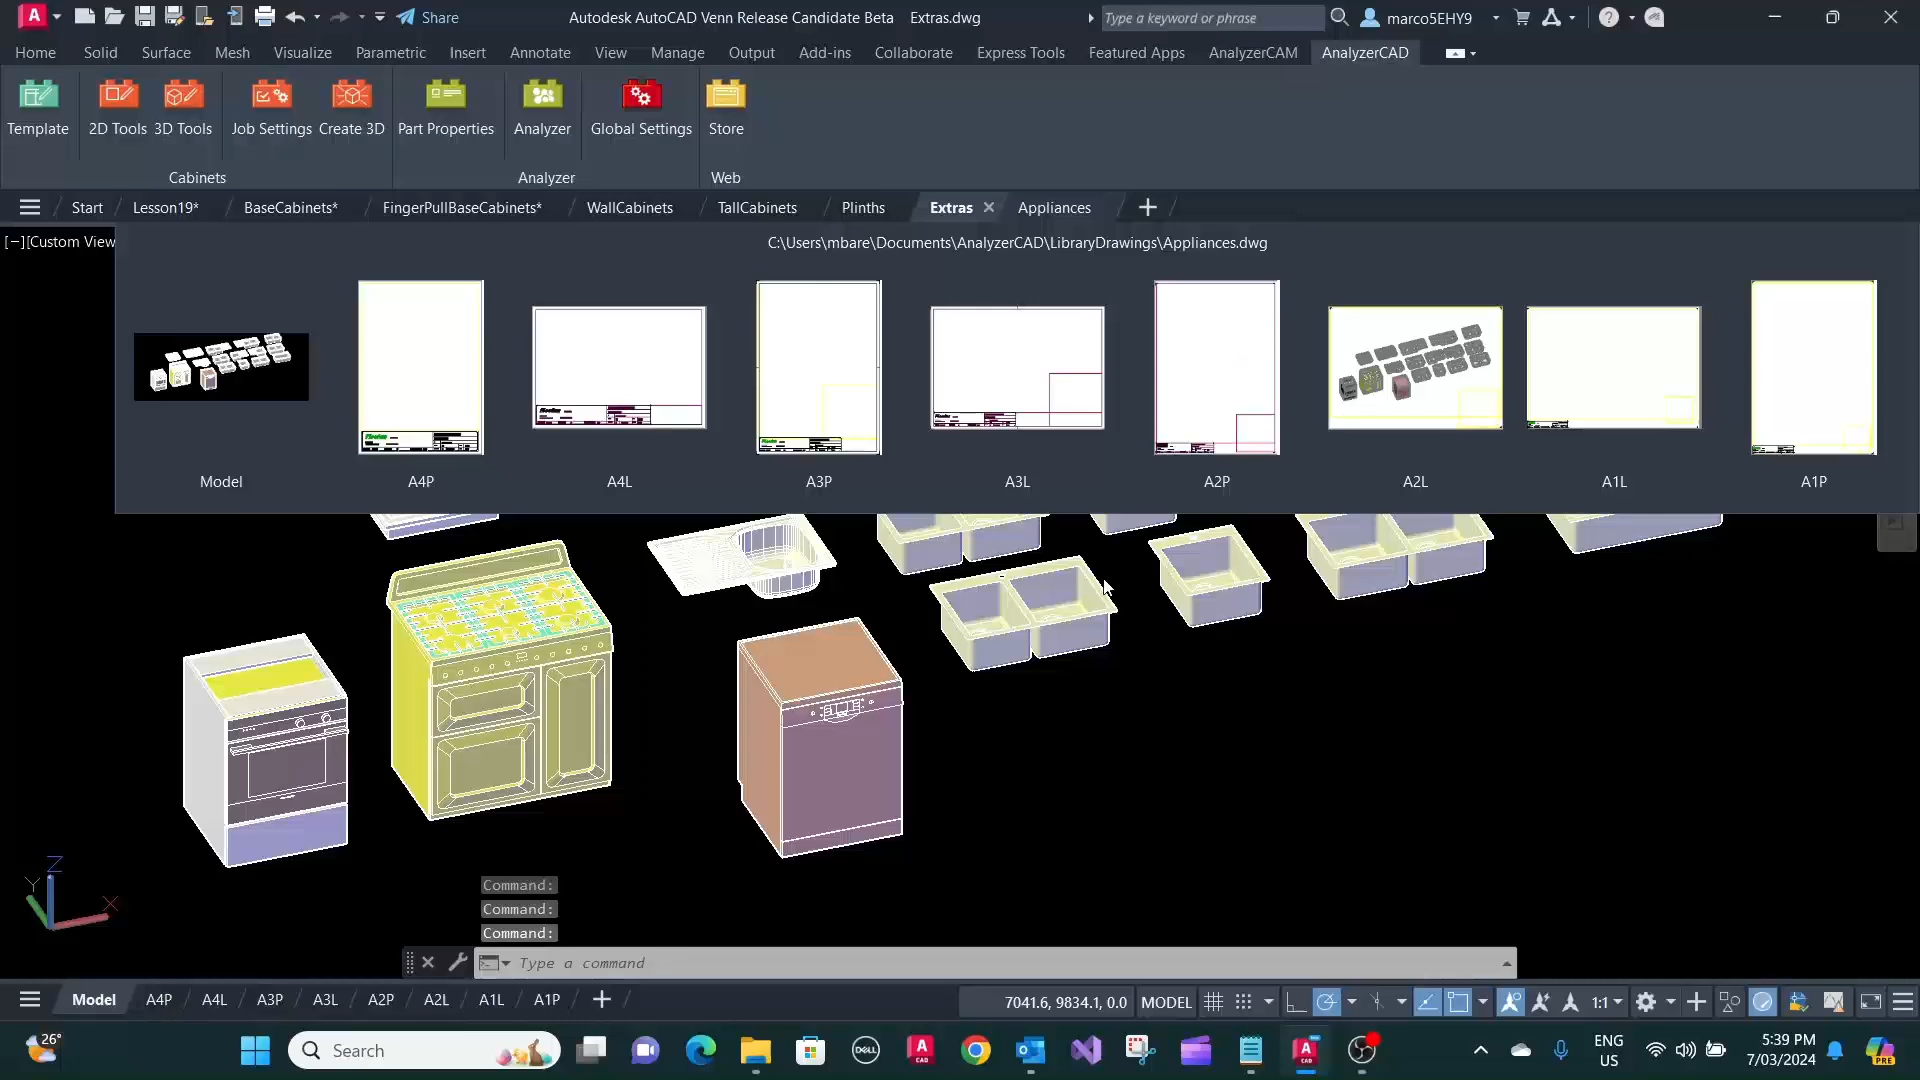 Share
Autodesk AutoCAD Venn Release Candidate Beta Extras.dwg
Type a keyword or phrase
marco5EHY9
Home Solid Surface Mesh Visualize Parametric Insert Annotate View Manage Output Add-ins Collaborate Express Tools Featured Apps AnalyzerCAM AnalyzerCAD
Template 2D Tools 3D Tools Job Settings Create 3D Part Properties Analyzer Global Settings Store
Cabinets Analyzer Web
Start Lesson19* BaseCabinets* FingerPullBaseCabinets* WallCabinets TallCabinets Plinths Extras Appliances
[−][Custom View
C:\Users\mbare\Documents\AnalyzerCAD\LibraryDrawings\Appliances.dwg
Model A4P A4L A3P A3L A2P A2L A1L A1P
Z
Y X
Command:
Command:
Command:
Type a command
Model A4P A4L A3P A3L A2P A2L A1L A1P
7041.6, 9834.1, 0.0 MODEL 1:1
26°
Search
DELL
CAD
CAD
ENG
US
5:39 PM
7/03/2024
PRE